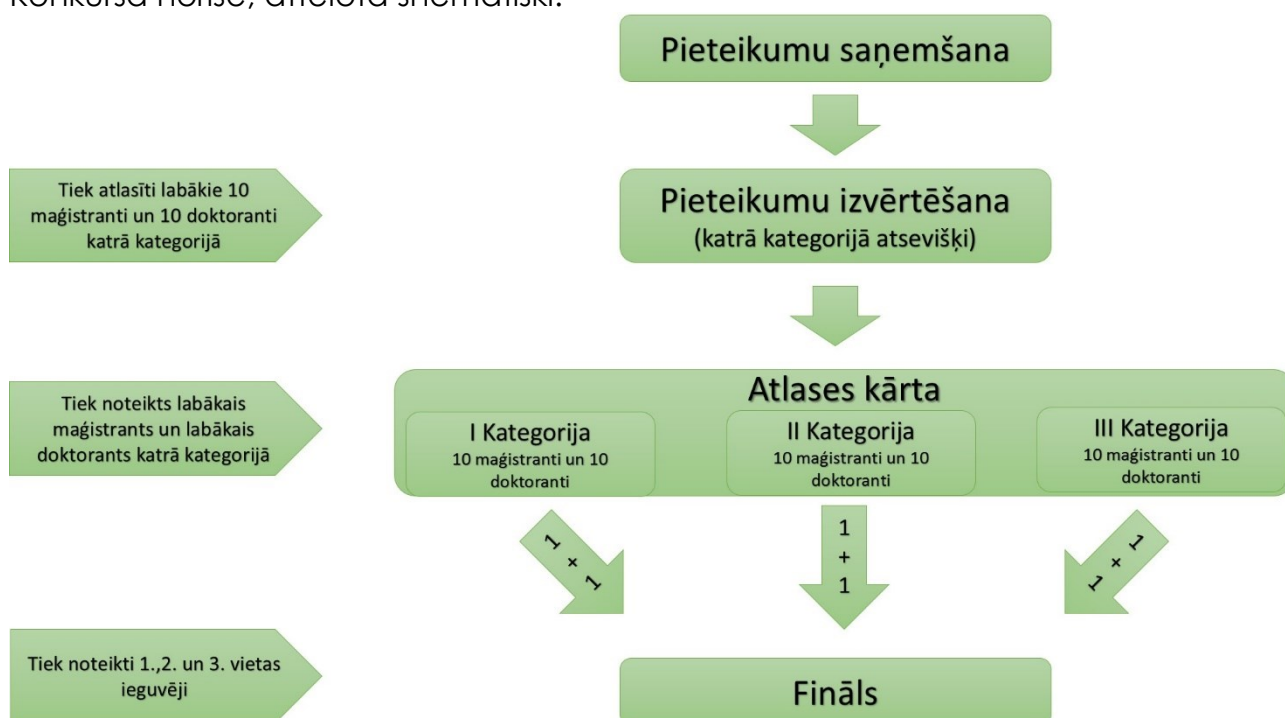 Konkursa norise, attēlota shematiski.
Pieteikumu saņemšana
Tiek atlasīti labākie 10
maģistranti un 10 doktoranti
katrā kategorijā
Pieteikumu izvērtēšana
(katrā kategorijā atsevišķi)
Tiek noteikts labākais
maģistrants un labākais
doktorants katrā kategorijā
Atlases kārta
I Kategorija
10 maģistranti un 10
doktoranti
II Kategorija
10 maģistranti un 10
doktoranti
III Kategorija
10 maģistranti un 10
doktoranti
1 + 1
1
+
1
1 + 1
Tiek noteikti 1.,2. un 3. vietas
ieguvēji
Fināls